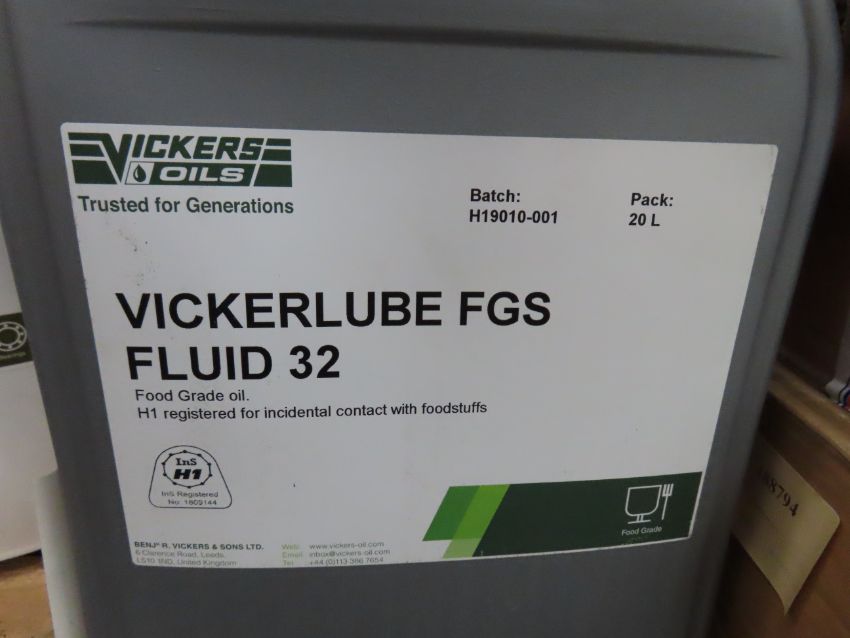 VICKERS
OILS
Trusted for Generations
Batch:
H19010-001
Pack:
20 L
VICKERLUBE FGS
FLUID 32
Food Grade oil.
H1 registered for incidental contact with foodstuffs
InS
H1
InS Registered
No: 1809144
Food Grade
BENJᴺ R. VICKERS & SONS LTD.
6 Clarence Road, Leeds,
LS10 1ND, United Kingdom
Web: www.vickers-oil.com
Email: inbox@vickers-oil.com
Tel: +44 (0)113 386 7654